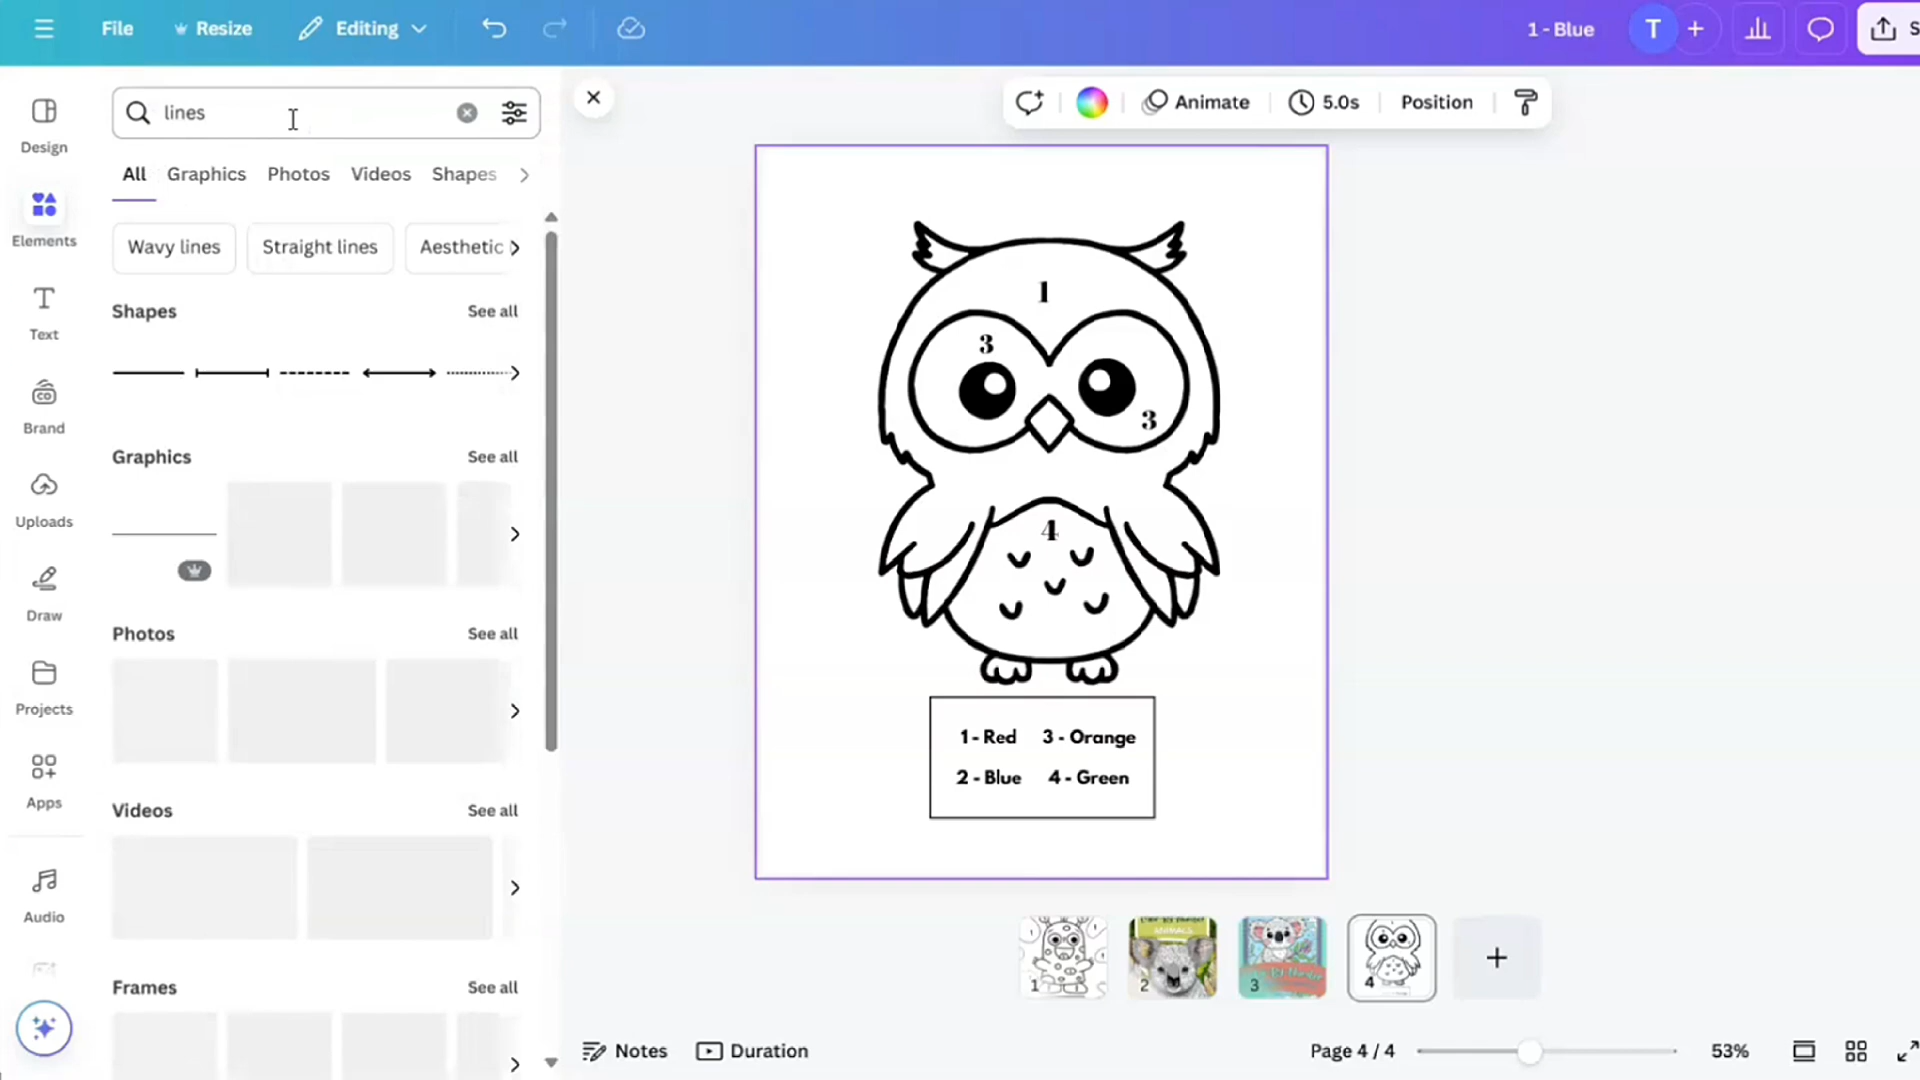 File
Resize
Editing
1 - Blue
T
S
lines
Animate
5.0s
Position
Design
Elements
Text
Brand
Uploads
Draw
Projects
Apps
Audio
All
Graphics
Photos
Videos
Shapes
Wavy lines
Straight lines
Aesthetic
Shapes
See all
Graphics
See all
Photos
See all
Videos
See all
Frames
See all
1
3
3
4
1 - Red 3 - Orange
2 - Blue 4 - Green
1
2
ANIMALS
3
4
Notes
Duration
Page 4 / 4
53%